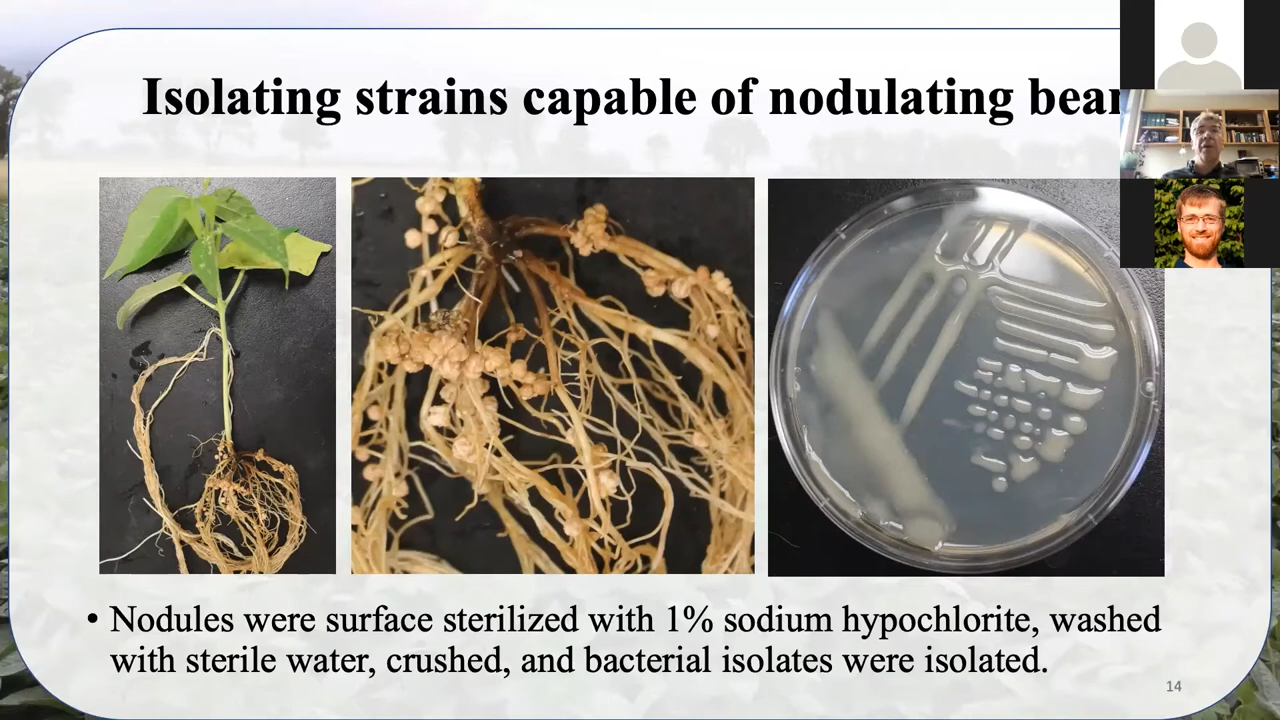 Isolating strains capable of nodulating
• Nodules were surface sterilized with 1% sodium hypochlorite, washed
with sterile water, crushed, and bacterial isolates were isolated.
14